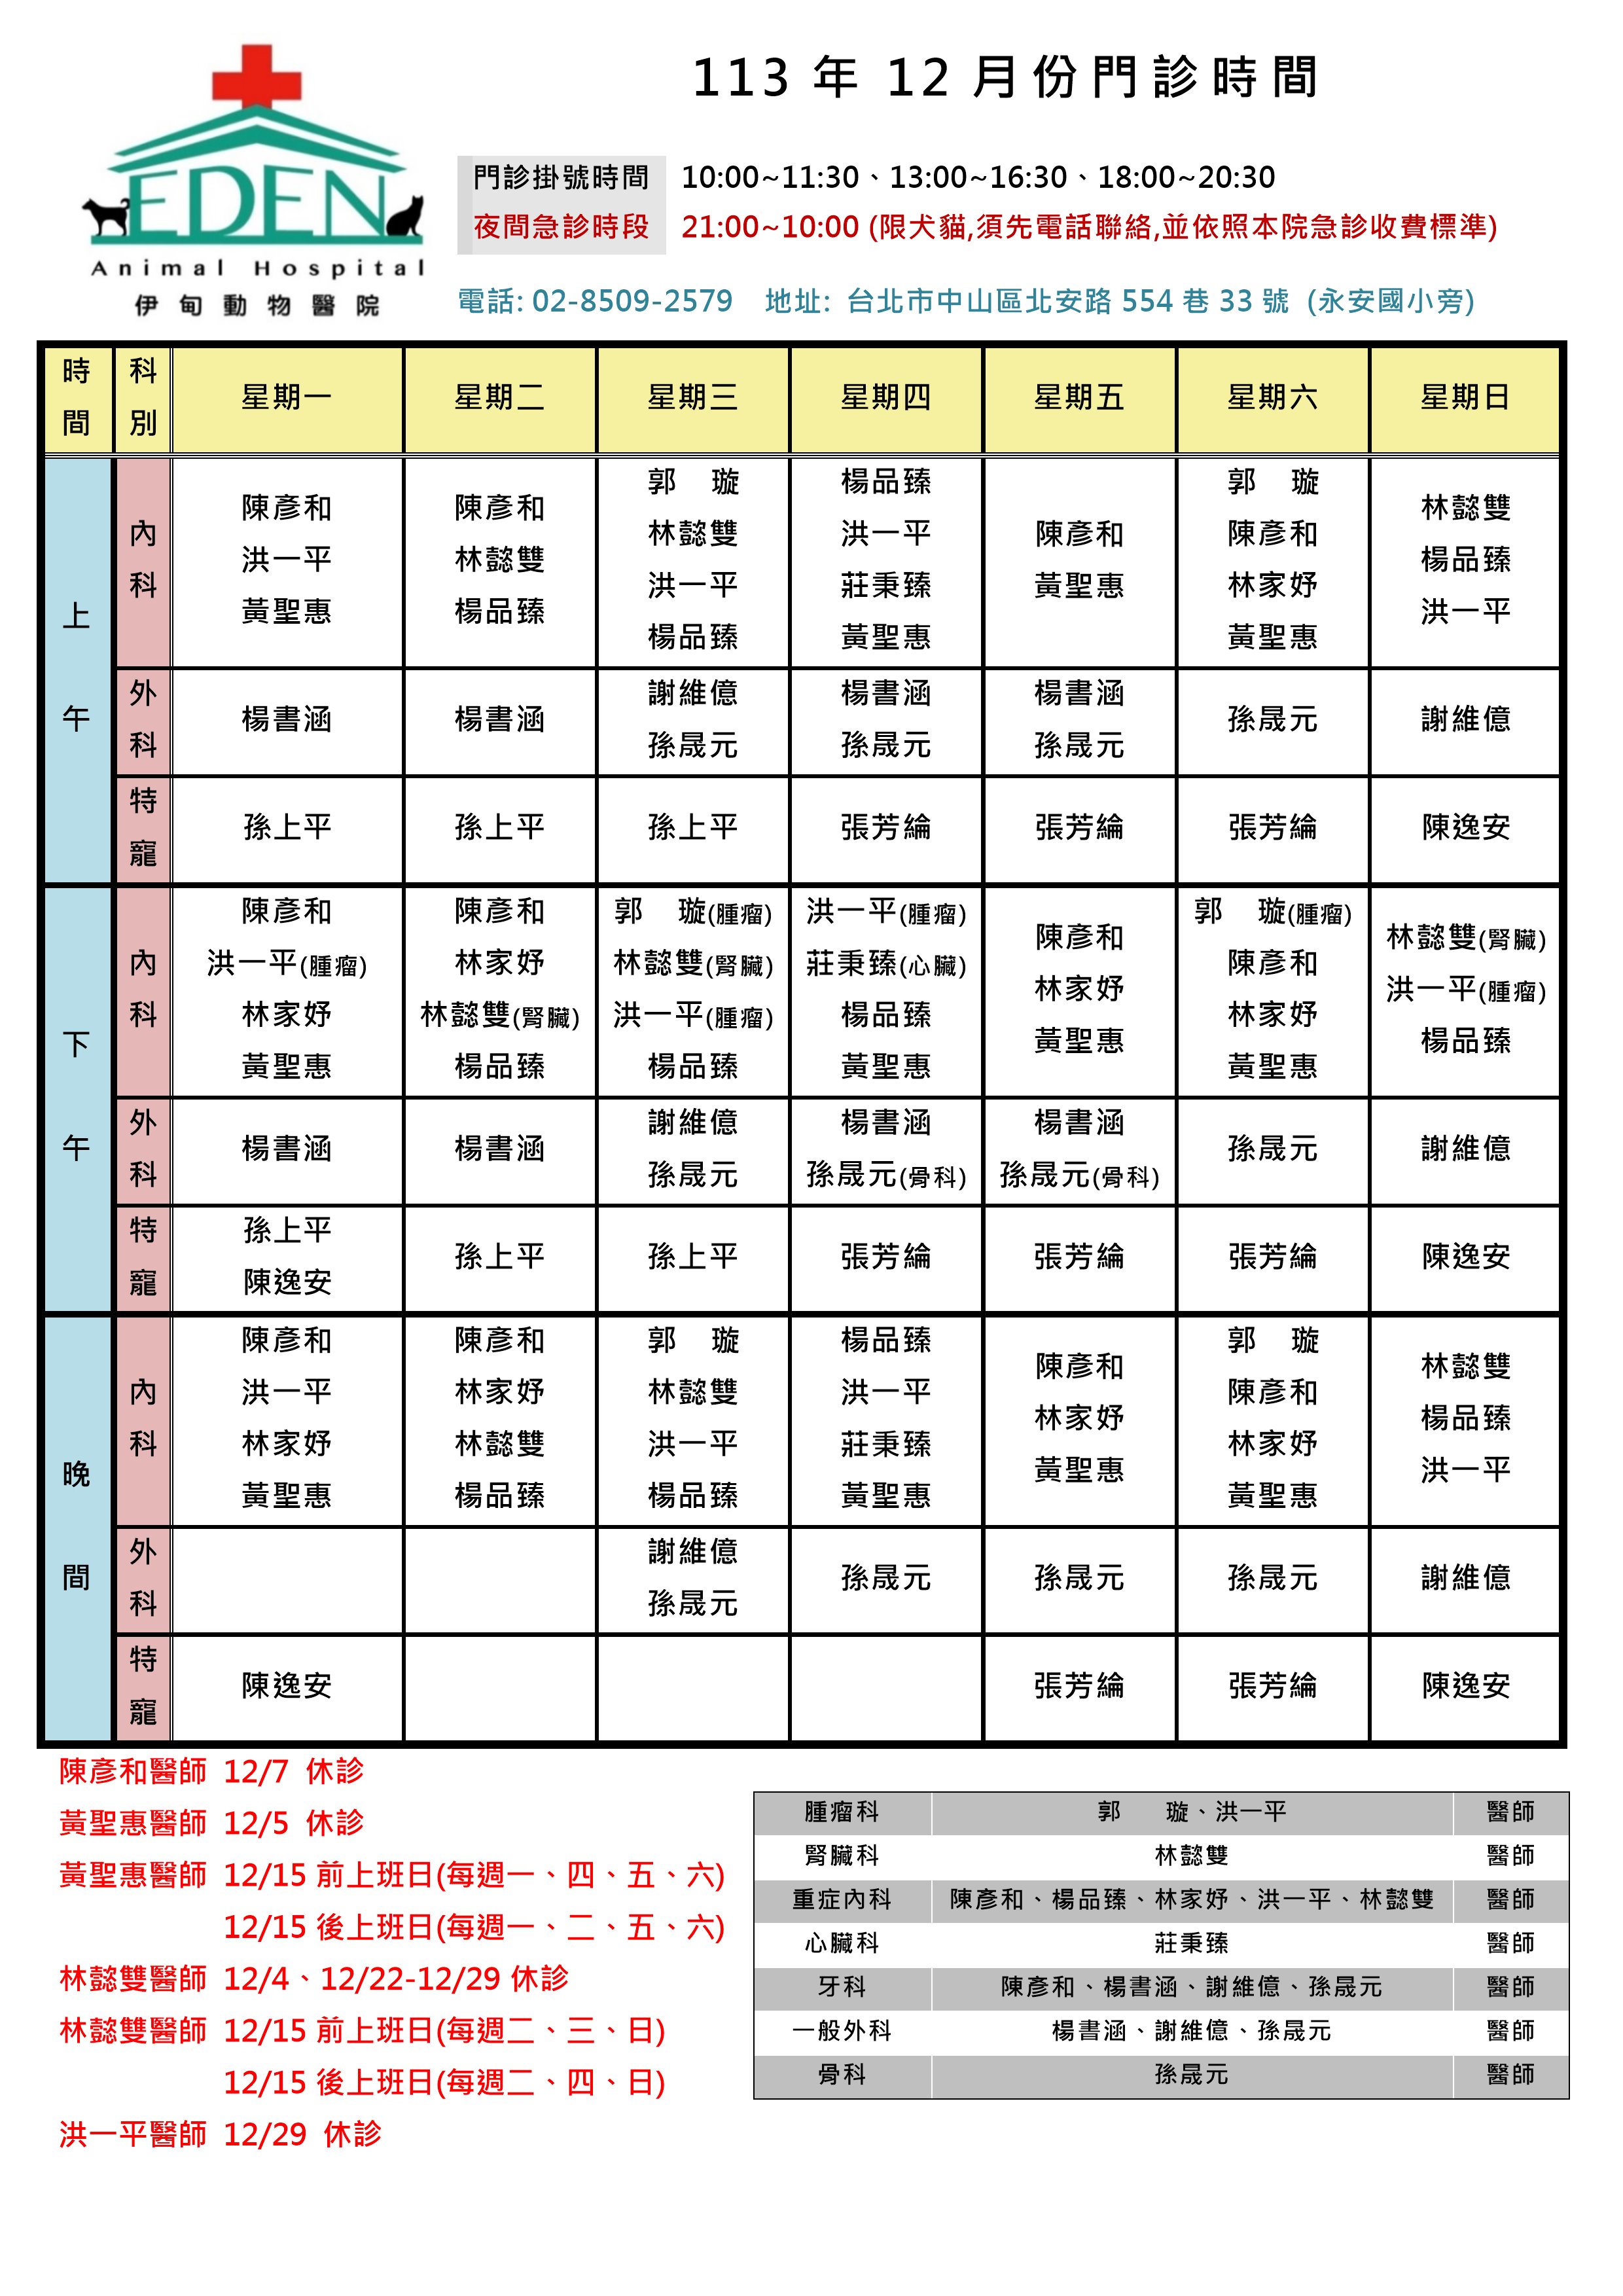 113 年 12 月份門診時間
EDEN
Animal Hospital
伊甸動物醫院
門診掛號時間 10:00~11:30、13:00~16:30、18:00~20:30
夜間急診時段 21:00~10:00 (限犬貓,須先電話聯絡,並依照本院急診收費標準)
電話: 02-8509-2579 地址: 台北市中山區北安路 554 巷 33 號 (永安國小旁)
時間 科別 星期一 星期二 星期三 星期四 星期五 星期六 星期日
上午
內科
陳彥和
洪一平
黃聖惠
陳彥和
林懿雙
楊品臻
郭 璇
林懿雙
洪一平
楊品臻
楊品臻
洪一平
莊秉臻
黃聖惠
陳彥和
黃聖惠
郭 璇
陳彥和
林家妤
黃聖惠
林懿雙
楊品臻
洪一平
外科
楊書涵
楊書涵
謝維億
孫晟元
楊書涵
孫晟元
楊書涵
孫晟元
孫晟元
謝維億
特寵
孫上平
孫上平
孫上平
張芳綸
張芳綸
張芳綸
陳逸安
下午
內科
陳彥和
洪一平(腫瘤)
林家妤
黃聖惠
陳彥和
林家妤
林懿雙(腎臟)
楊品臻
郭 璇(腫瘤)
林懿雙(腎臟)
洪一平(腫瘤)
楊品臻
洪一平(腫瘤)
莊秉臻(心臟)
楊品臻
黃聖惠
陳彥和
林家妤
黃聖惠
郭 璇(腫瘤)
陳彥和
林家妤
黃聖惠
林懿雙(腎臟)
洪一平(腫瘤)
楊品臻
外科
楊書涵
楊書涵
謝維億
孫晟元
楊書涵
孫晟元(骨科)
楊書涵
孫晟元(骨科)
孫晟元
謝維億
特寵
孫上平
陳逸安
孫上平
孫上平
張芳綸
張芳綸
張芳綸
陳逸安
晚間
內科
陳彥和
洪一平
林家妤
黃聖惠
陳彥和
林家妤
林懿雙
楊品臻
郭 璇
林懿雙
洪一平
楊品臻
楊品臻
洪一平
莊秉臻
黃聖惠
陳彥和
林家妤
黃聖惠
郭 璇
陳彥和
林家妤
黃聖惠
林懿雙
楊品臻
洪一平
外科
謝維億
孫晟元
孫晟元
孫晟元
孫晟元
謝維億
特寵
陳逸安
張芳綸
張芳綸
陳逸安
陳彥和醫師 12/7 休診
黃聖惠醫師 12/5 休診
黃聖惠醫師 12/15 前上班日(每週一、四、五、六)
12/15 後上班日(每週一、二、五、六)
林懿雙醫師 12/4、12/22-12/29 休診
林懿雙醫師 12/15 前上班日(每週二、三、日)
12/15 後上班日(每週二、四、日)
洪一平醫師 12/29 休診
腫瘤科 郭 璇、洪一平 醫師
腎臟科 林懿雙 醫師
重症內科 陳彥和、楊品臻、林家妤、洪一平、林懿雙 醫師
心臟科 莊秉臻 醫師
牙科 陳彥和、楊書涵、謝維億、孫晟元 醫師
一般外科 楊書涵、謝維億、孫晟元 醫師
骨科 孫晟元 醫師